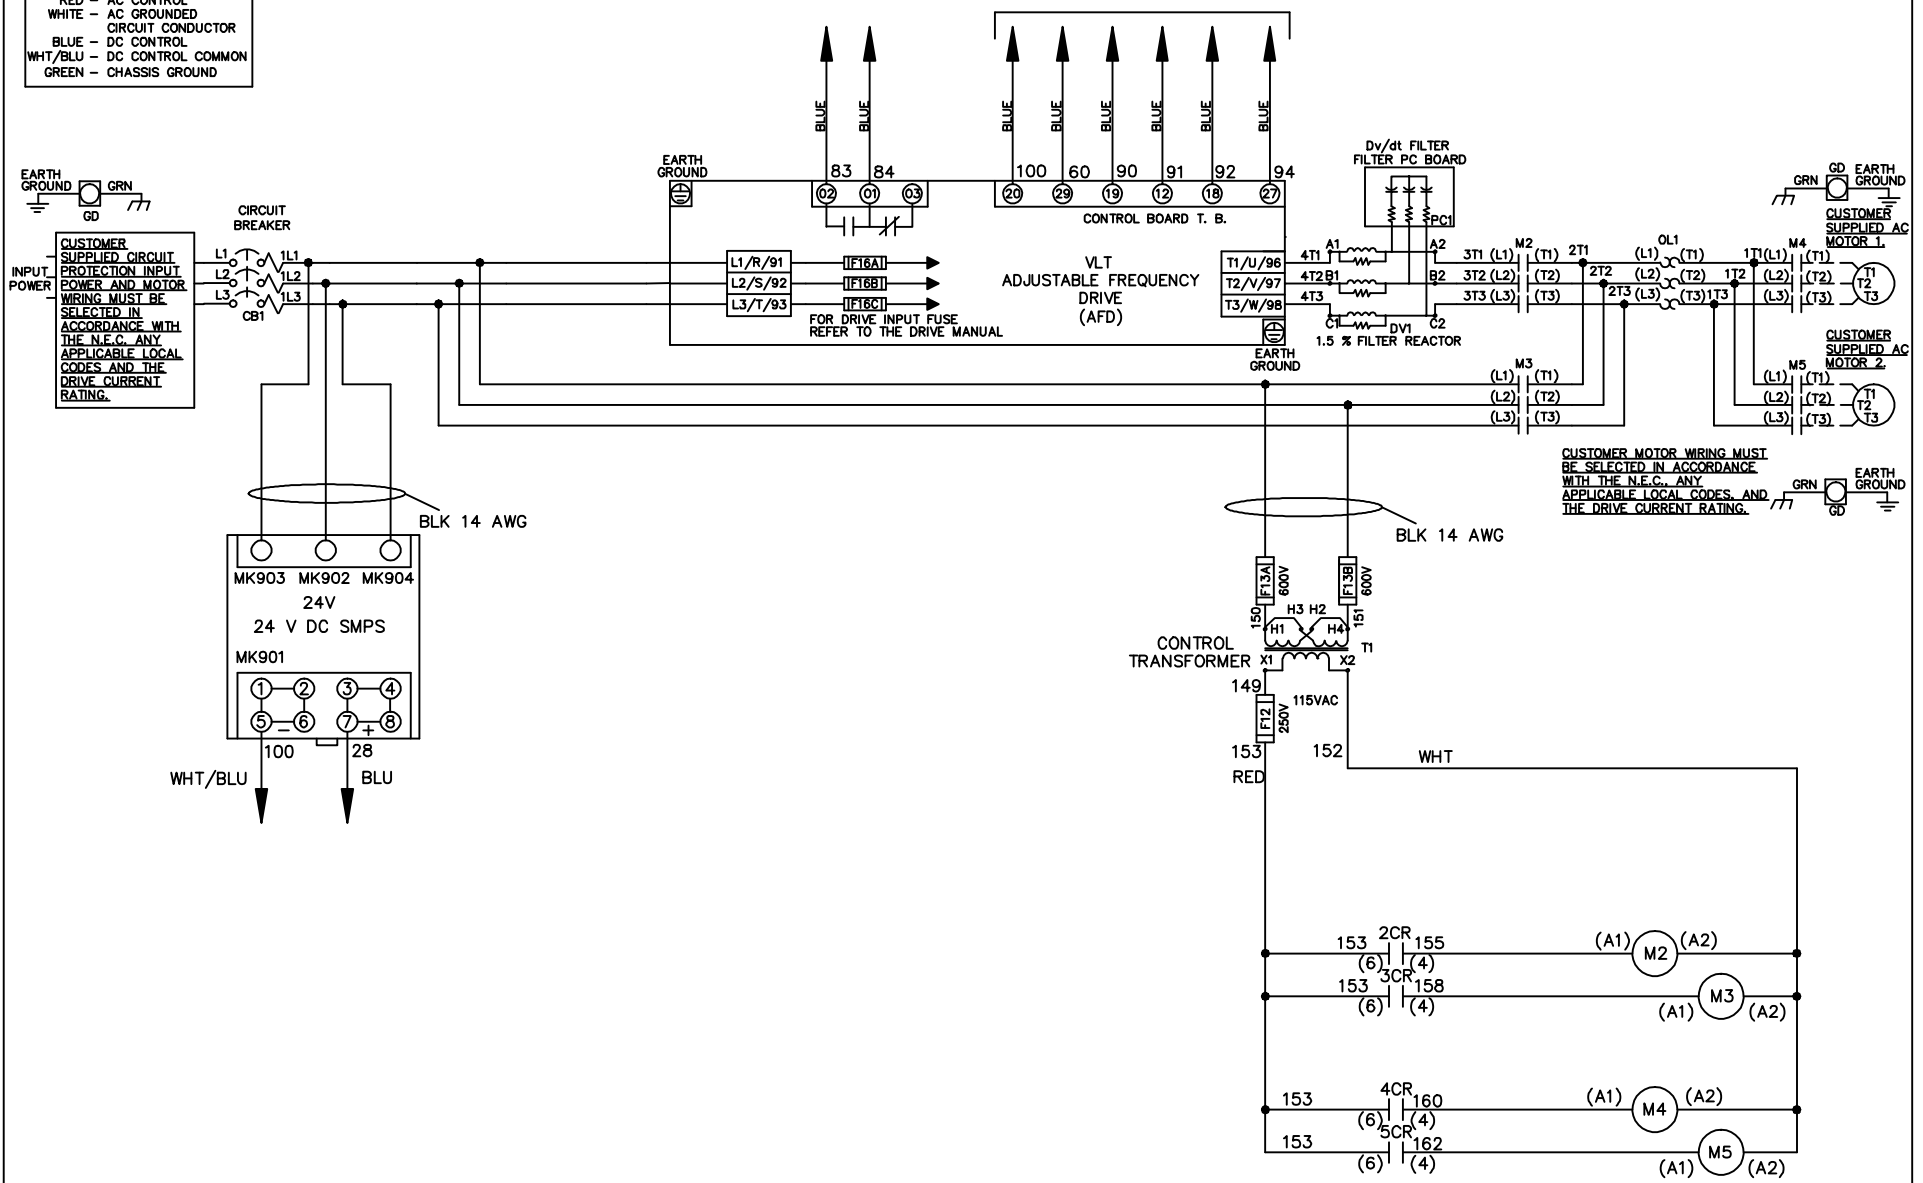 RED – AC CONTROL
WHITE – AC GROUNDED
CIRCUIT CONDUCTOR
BLUE – DC CONTROL
WHT/BLU – DC CONTROL COMMON
GREEN – CHASSIS GROUND
BLUE
BLUE
BLUE
BLUE
BLUE
BLUE
BLUE
BLUE
EARTH
GROUND
83
84
100
60
90
91
92
94
02
01
03
20
29
19
12
18
27
CONTROL BOARD T. B.
EARTH
GROUND
GRN
GD
CIRCUIT
BREAKER
INPUT
POWER
CUSTOMER
SUPPLIED CIRCUIT
PROTECTION INPUT
POWER AND MOTOR
WIRING MUST BE
SELECTED IN
ACCORDANCE WITH
THE N.E.C. ANY
APPLICABLE LOCAL
CODES AND THE
DRIVE CURRENT
RATING.
L1
L2
L3
1L1
1L2
1L3
CB1
L1/R/91
L2/S/92
L3/T/93
F16A
F16B
F16C
FOR DRIVE INPUT FUSE
REFER TO THE DRIVE MANUAL
VLT
ADJUSTABLE FREQUENCY
DRIVE
(AFD)
T1/U/96
T2/V/97
T3/W/98
EARTH
GROUND
4T1
4T2
4T3
A1
B1
C1
A2
B2
C2
Dv/dt FILTER
FILTER PC BOARD
PC1
DV1
1.5 % FILTER REACTOR
3T1 (L1) M2 (T1) 2T1
3T2 (L2) (T2) 2T2
3T3 (L3) (T3) 2T3
OL1
(L1) (T1) 1T1
(L2) (T2) 1T2
(L3) (T3) 1T3
M4
(L1) (T1)
(L2) (T2)
(L3) (T3)
T1
T2
T3
GRN
GD
EARTH
GROUND
CUSTOMER
SUPPLIED AC
MOTOR 1.
CUSTOMER
SUPPLIED AC
MOTOR 2.
M3
(L1) (T1)
(L2) (T2)
(L3) (T3)
M5
(L1) (T1)
(L2) (T2)
(L3) (T3)
T1
T2
T3
CUSTOMER MOTOR WIRING MUST
BE SELECTED IN ACCORDANCE
WITH THE N.E.C., ANY
APPLICABLE LOCAL CODES, AND
THE DRIVE CURRENT RATING.
GRN
GD
EARTH
GROUND
BLK 14 AWG
MK903 MK902 MK904
24V
24 V DC SMPS
MK901
1 2 3 4
5 – 6 7 + 8
100
28
WHT/BLU
BLU
BLK 14 AWG
F13A
600V
F13B
600V
150
151
H3 H2
H1
H4
T1
CONTROL
TRANSFORMER
X1
X2
149
115VAC
F12
250V
153
152
RED
WHT
2CR
153 155
(6) (4)
(A1) M2 (A2)
3CR
153 158
(6) (4)
(A1) M3 (A2)
4CR
153 160
(6) (4)
(A1) M4 (A2)
5CR
153 162
(6) (4)
(A1) M5 (A2)